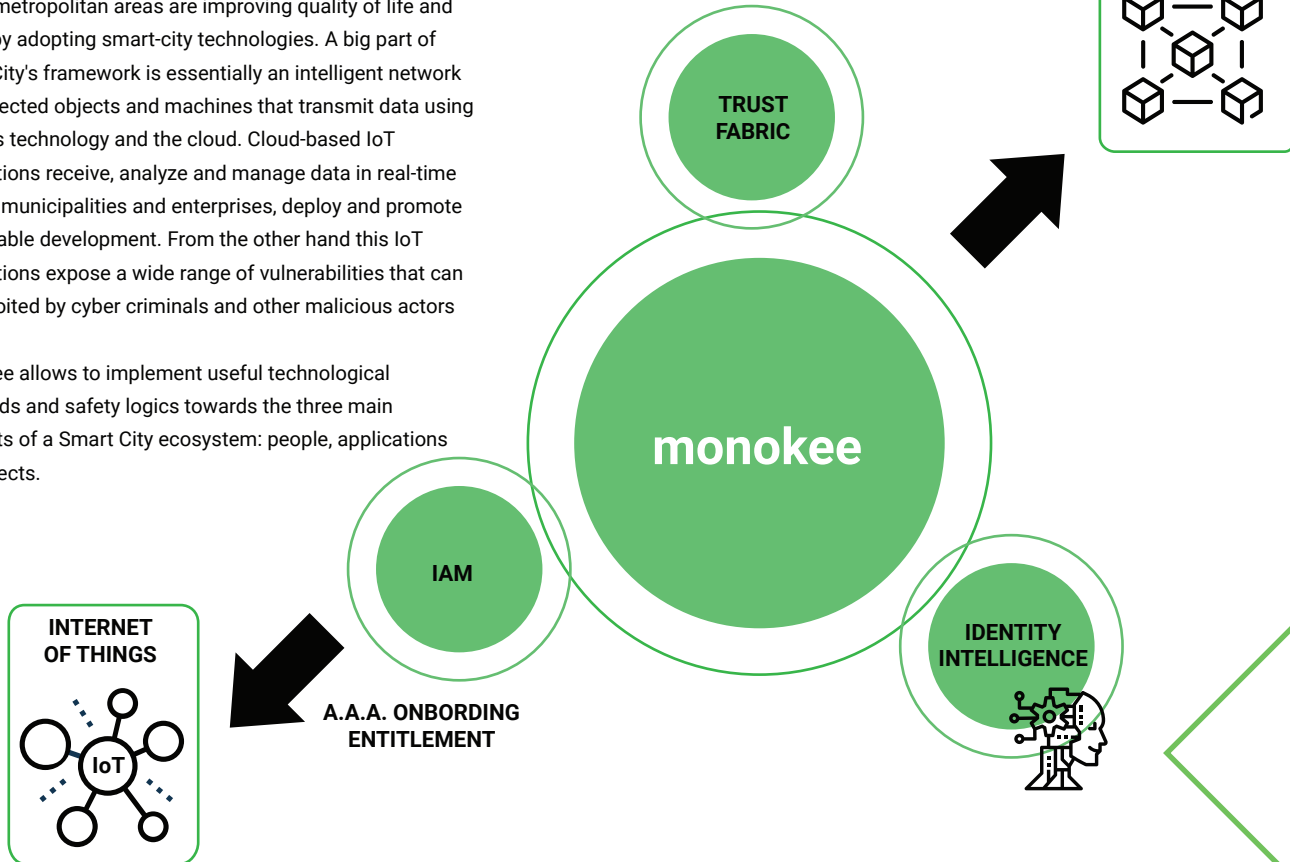 metropolitan areas are improving quality of life and
by adopting smart-city technologies. A big part of
City's framework is essentially an intelligent network
ected objects and machines that transmit data using
s technology and the cloud. Cloud-based IoT
tions receive, analyze and manage data in real-time
municipalities and enterprises, deploy and promote
able development. From the other hand this IoT
tions expose a wide range of vulnerabilities that can
oited by cyber criminals and other malicious actors
ee allows to implement useful technological
ds and safety logics towards the three main
ts of a Smart City ecosystem: people, applications
ects.
TRUST
FABRIC
monokee
IAM
IDENTITY
INTELLIGENCE
INTERNET
OF THINGS
IoT
A.A.A. ONBORDING
ENTITLEMENT